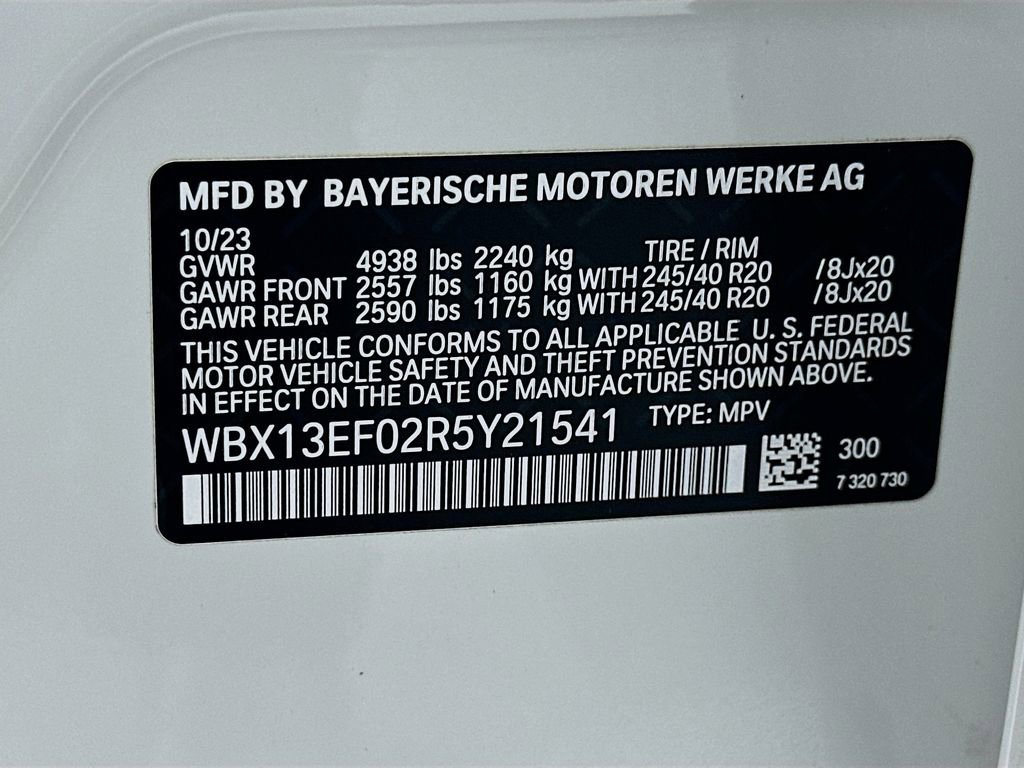 MFD BY BAYERISCHE MOTOREN WERKE AG
10/23 TIRE / RIM
GVWR 4938 lbs 2240 kg
GAWR FRONT 2557 lbs 1160 kg WITH 245/40 R20 /8Jx20
GAWR REAR 2590 lbs 1175 kg WITH 245/40 R20 /8Jx20
THIS VEHICLE CONFORMS TO ALL APPLICABLE U. S. FEDERAL
MOTOR VEHICLE SAFETY AND THEFT PREVENTION STANDARDS
IN EFFECT ON THE DATE OF MANUFACTURE SHOWN ABOVE.
WBX13EF02R5Y21541 TYPE: MPV
300
7 320 730